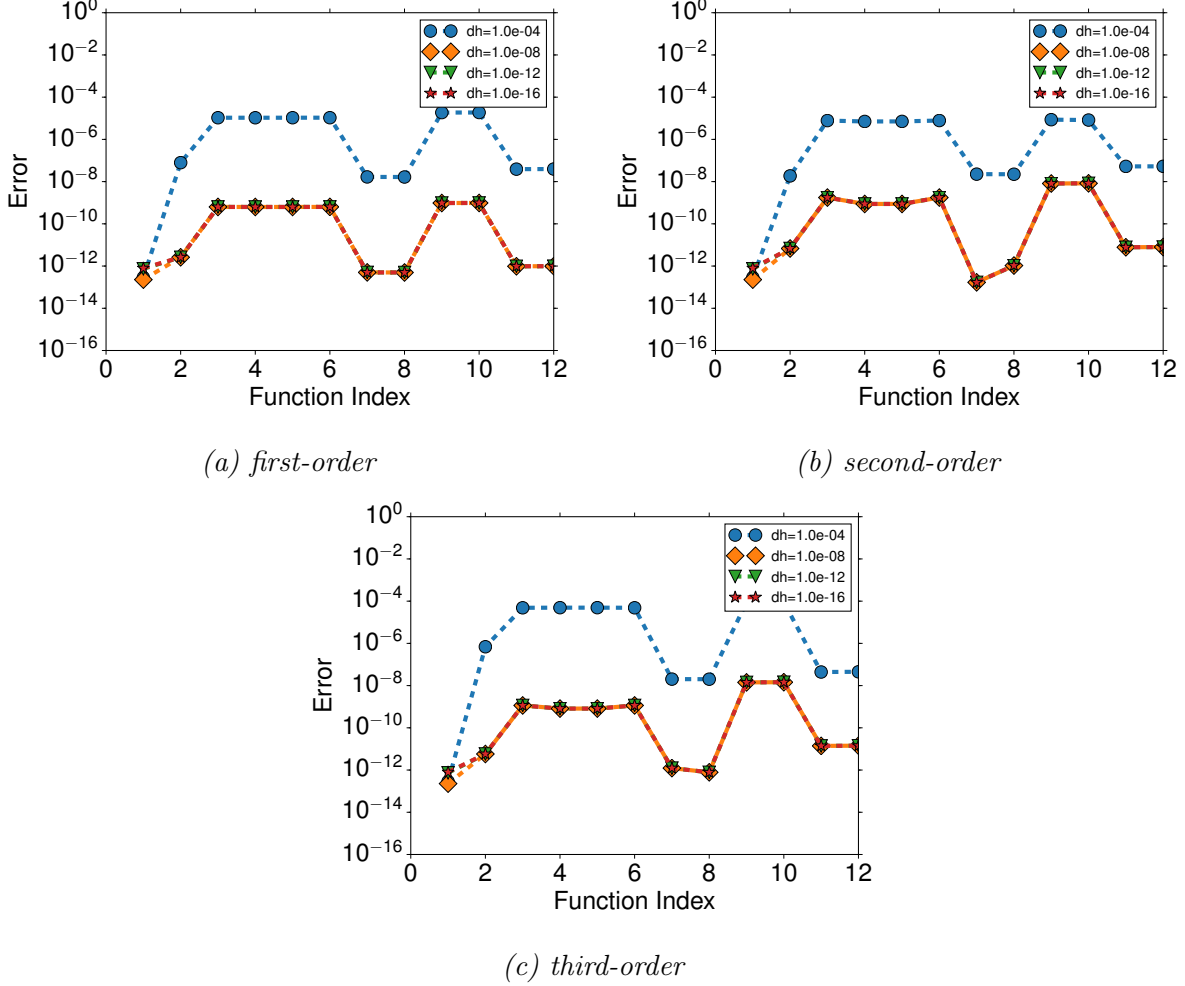 10^0
10^-2
10^-4
10^-6
10^-8
10^-10
10^-12
10^-14
10^-16
Error
0 2 4 6 8 10 12
Function Index
dh=1.0e-04
dh=1.0e-08
dh=1.0e-12
dh=1.0e-16
(a) first-order
10^0
10^-2
10^-4
10^-6
10^-8
10^-10
10^-12
10^-14
10^-16
Error
0 2 4 6 8 10 12
Function Index
dh=1.0e-04
dh=1.0e-08
dh=1.0e-12
dh=1.0e-16
(b) second-order
10^0
10^-2
10^-4
10^-6
10^-8
10^-10
10^-12
10^-14
10^-16
Error
0 2 4 6 8 10 12
Function Index
dh=1.0e-04
dh=1.0e-08
dh=1.0e-12
dh=1.0e-16
(c) third-order